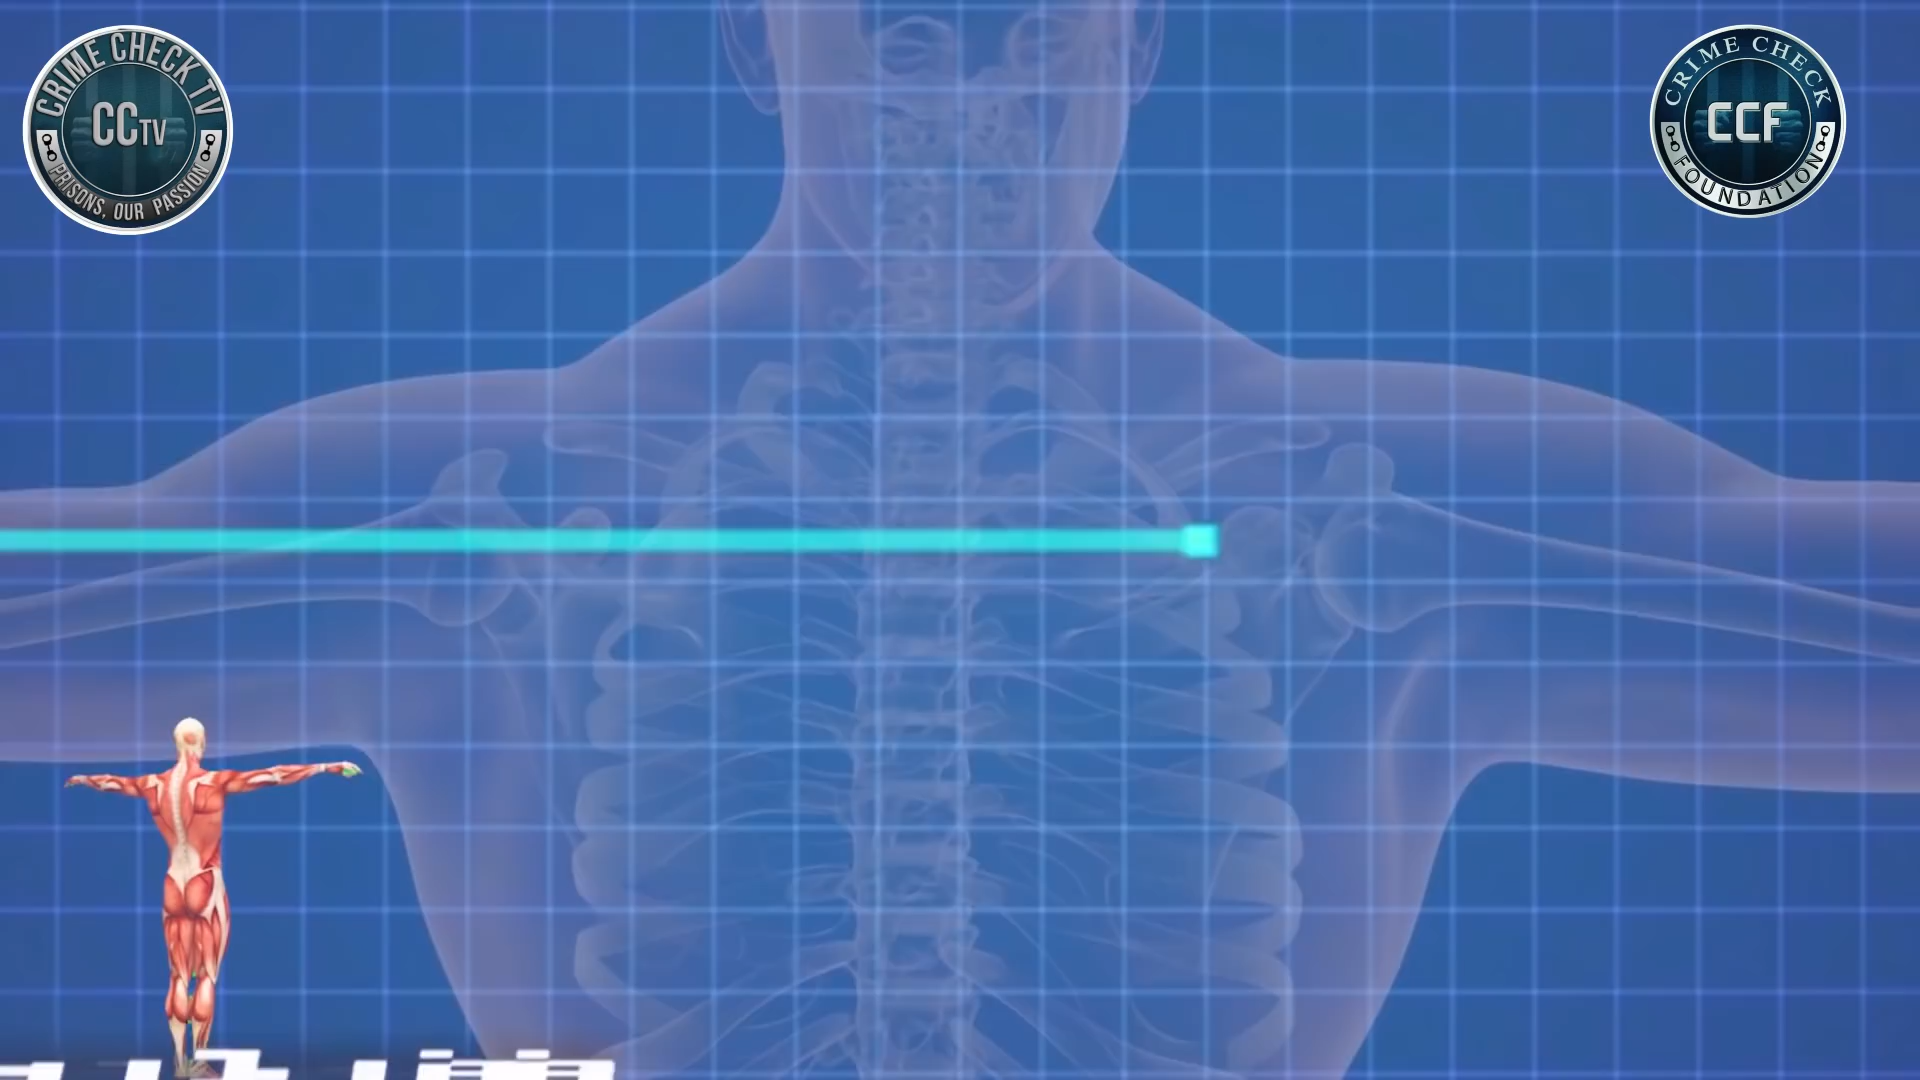 CRIME CHECK TV
CCTV
PRISONS, OUR PASSION
CRIME CHECK
CCF
FOUNDATION